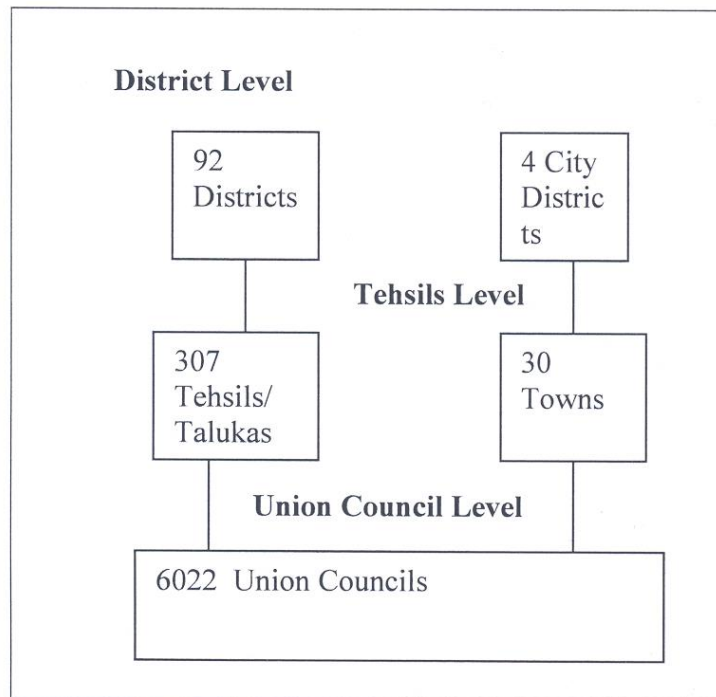 District Level
92
Districts
4 City
Distric
ts
Tehsils Level
307
Tehsils/
Talukas
30
Towns
Union Council Level
6022 Union Councils